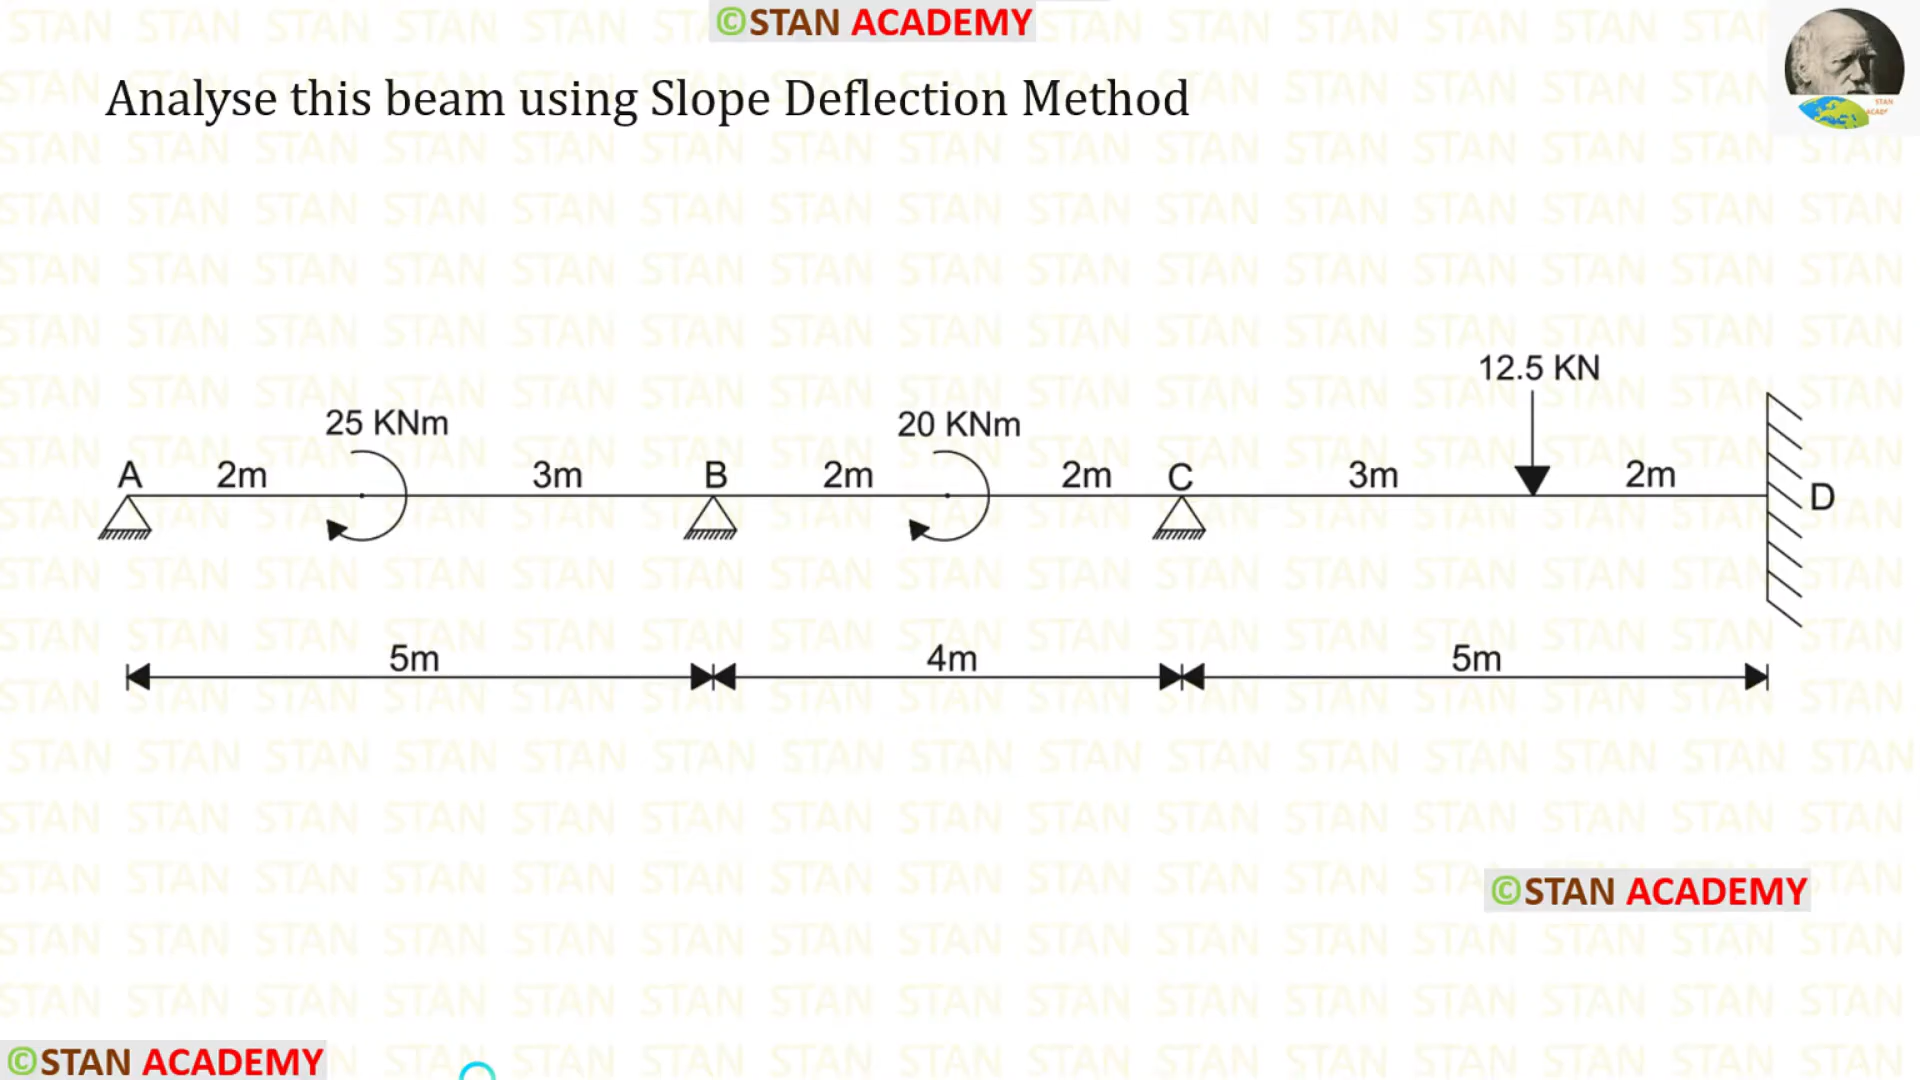 ©STAN ACADEMY
Analyse this beam using Slope Deflection Method
12.5 KN
25 KNm
20 KNm
A 2m 3m B 2m 2m C 3m 2m D
5m 4m 5m
©STAN ACADEMY
©STAN ACADEMY